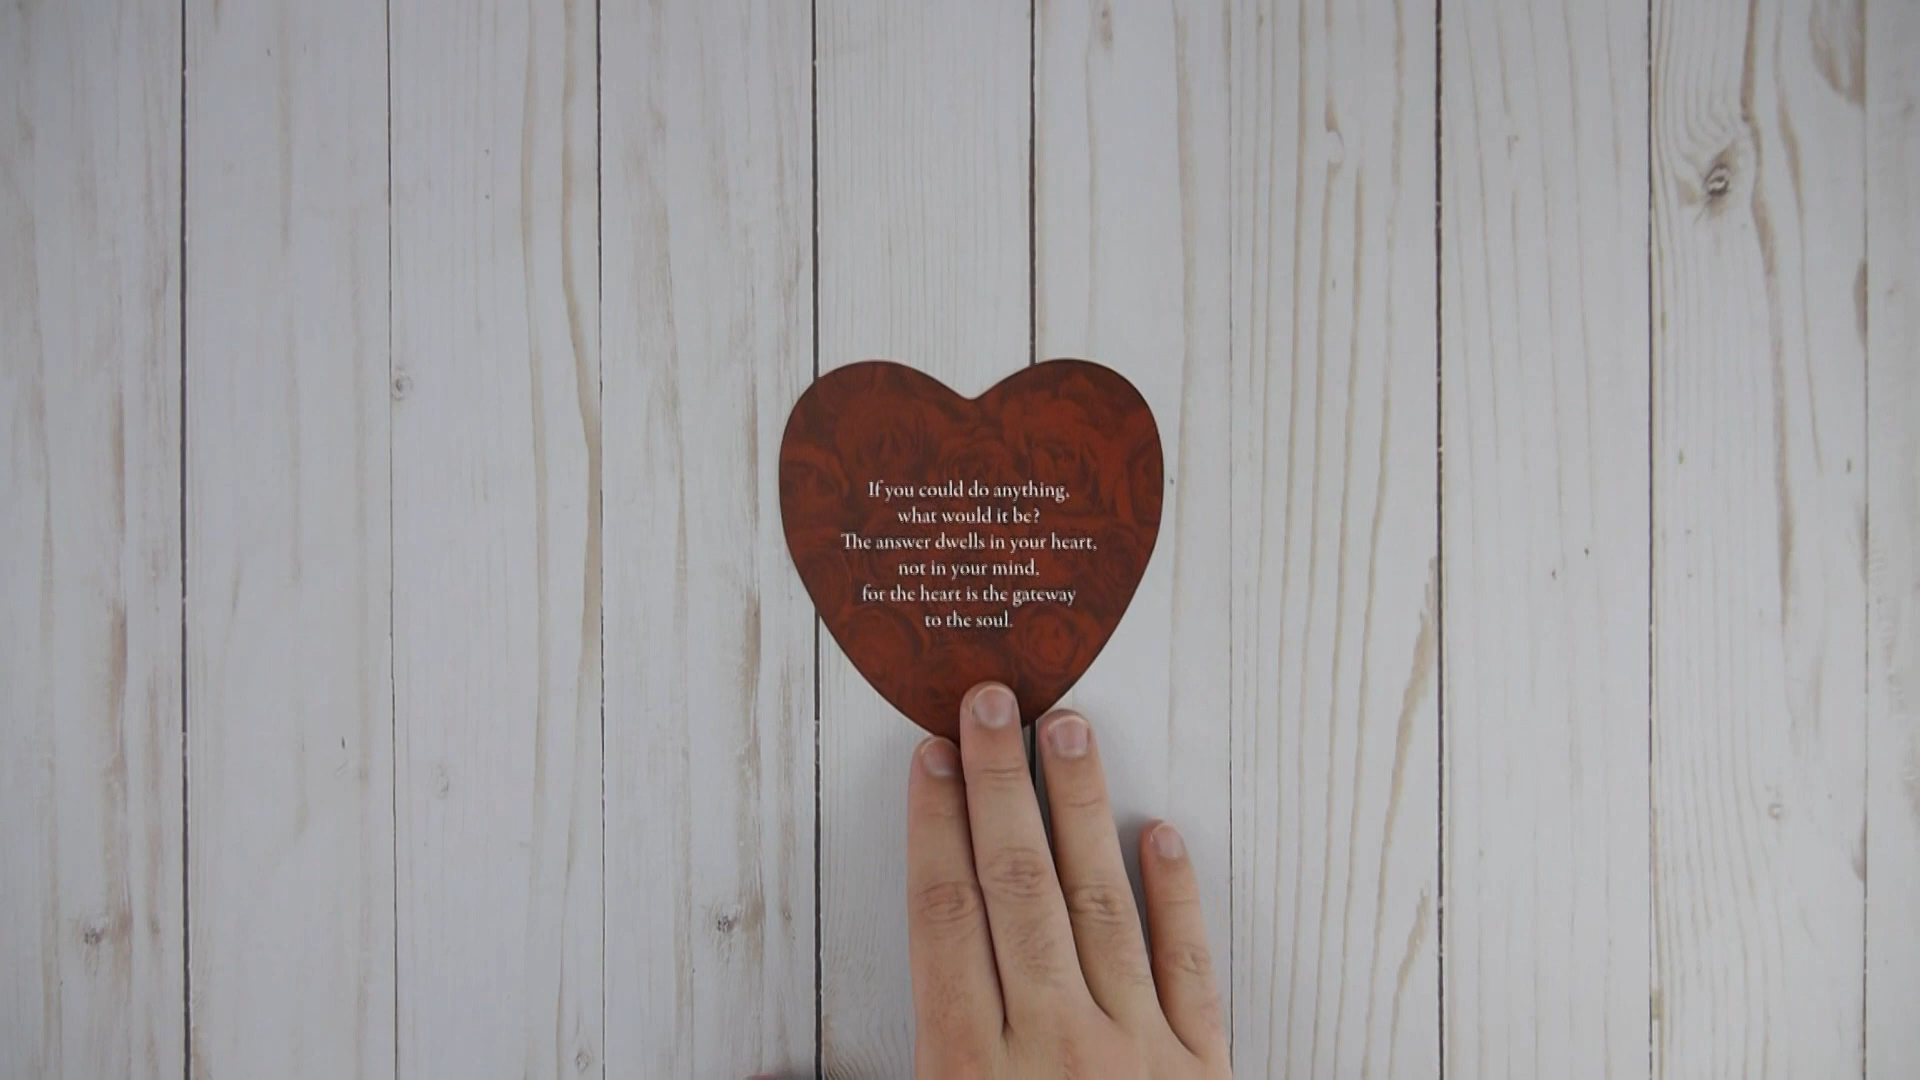 If you could do anything,
what would it be?
The answer dwells in your heart,
not in your mind,
for the heart is the gateway
to the soul.